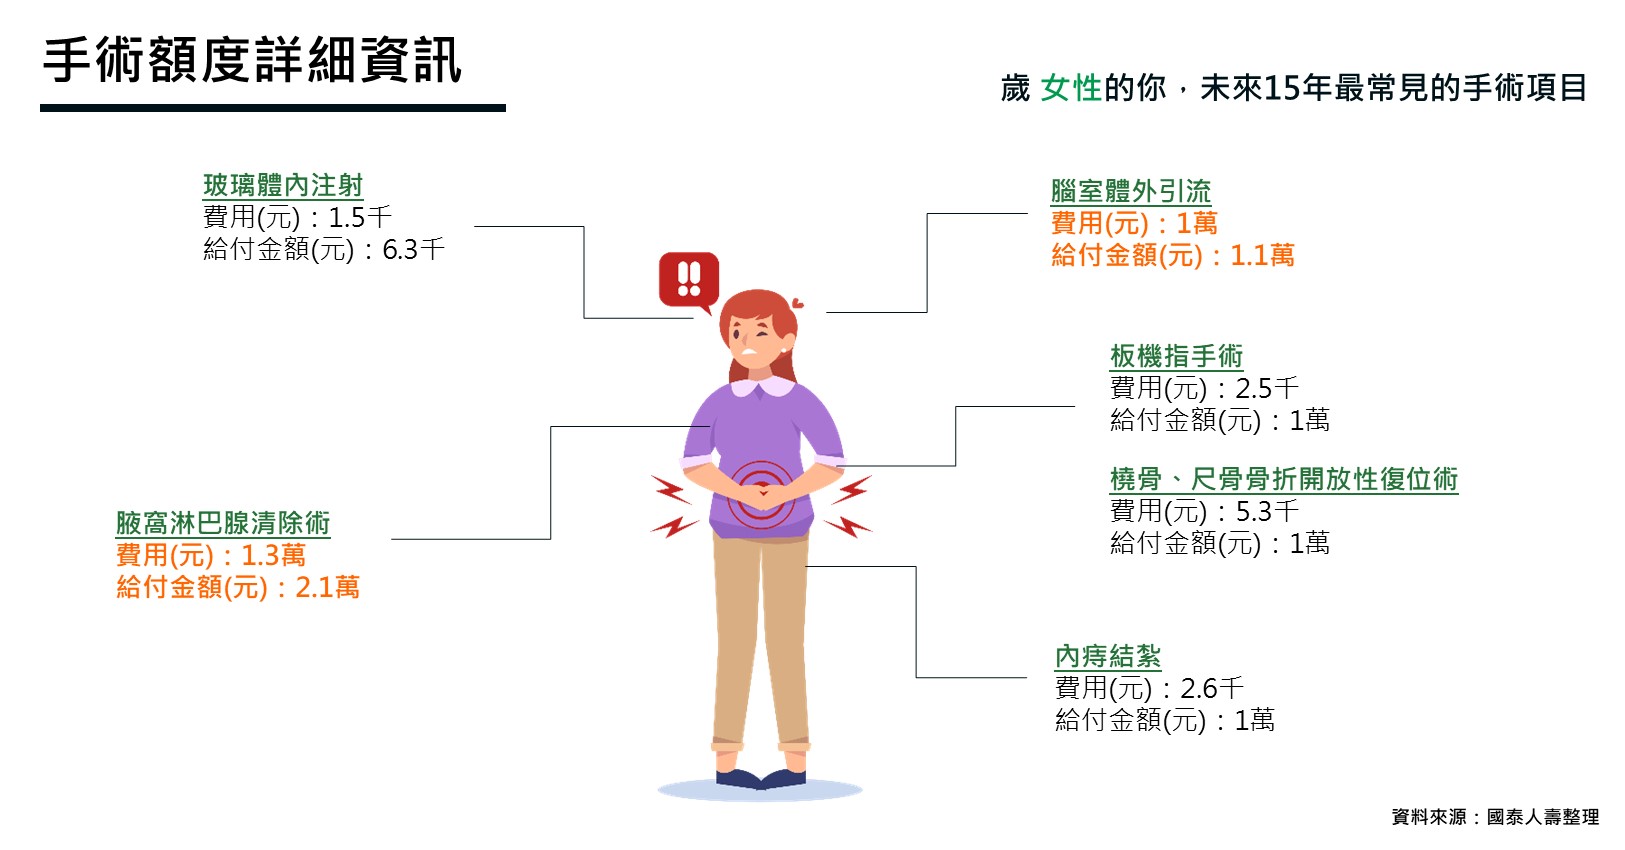 手術額度詳細資訊
歲 女性的你，未來15年最常見的手術項目
玻璃體內注射
費用(元)：1.5千
給付金額(元)：6.3千
腦室體外引流
費用(元)：1萬
給付金額(元)：1.1萬
板機指手術
費用(元)：2.5千
給付金額(元)：1萬
橈骨、尺骨骨折開放性復位術
費用(元)：5.3千
給付金額(元)：1萬
腋窩淋巴腺清除術
費用(元)：1.3萬
給付金額(元)：2.1萬
內痔結紮
費用(元)：2.6千
給付金額(元)：1萬
資料來源：國泰人壽整理